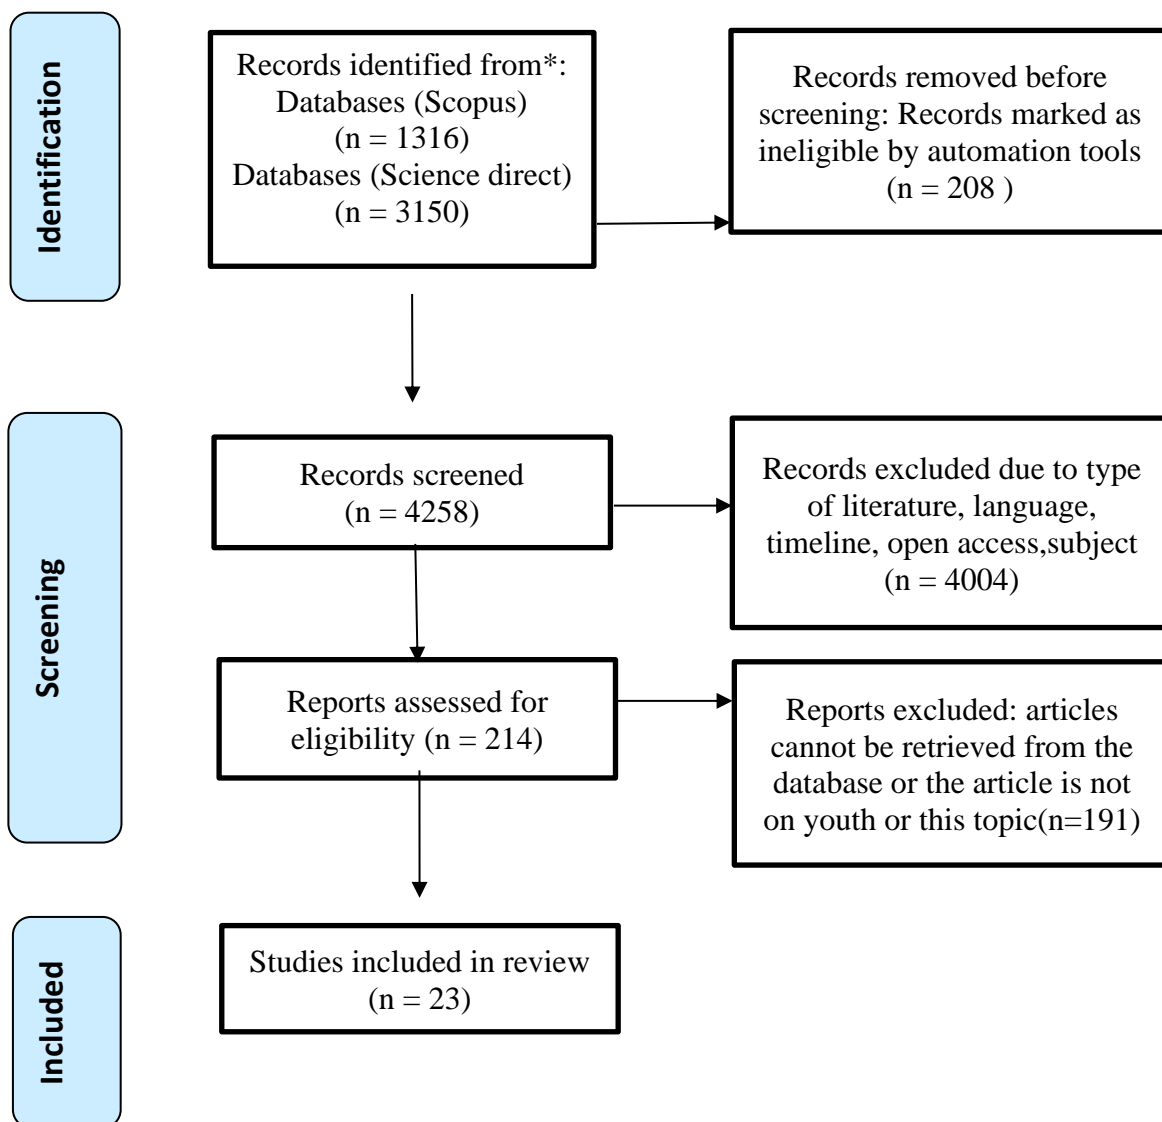 Identification
Records identified from*:
Databases (Scopus)
(n = 1316)
Databases (Science direct)
(n = 3150)
Records removed before
screening: Records marked as
ineligible by automation tools
(n = 208 )
Screening
Records screened
(n = 4258)
Records excluded due to type
of literature, language,
timeline, open access,subject
(n = 4004)
Reports assessed for
eligibility (n = 214)
Reports excluded: articles
cannot be retrieved from the
database or the article is not
on youth or this topic(n=191)
Included
Studies included in review
(n = 23)